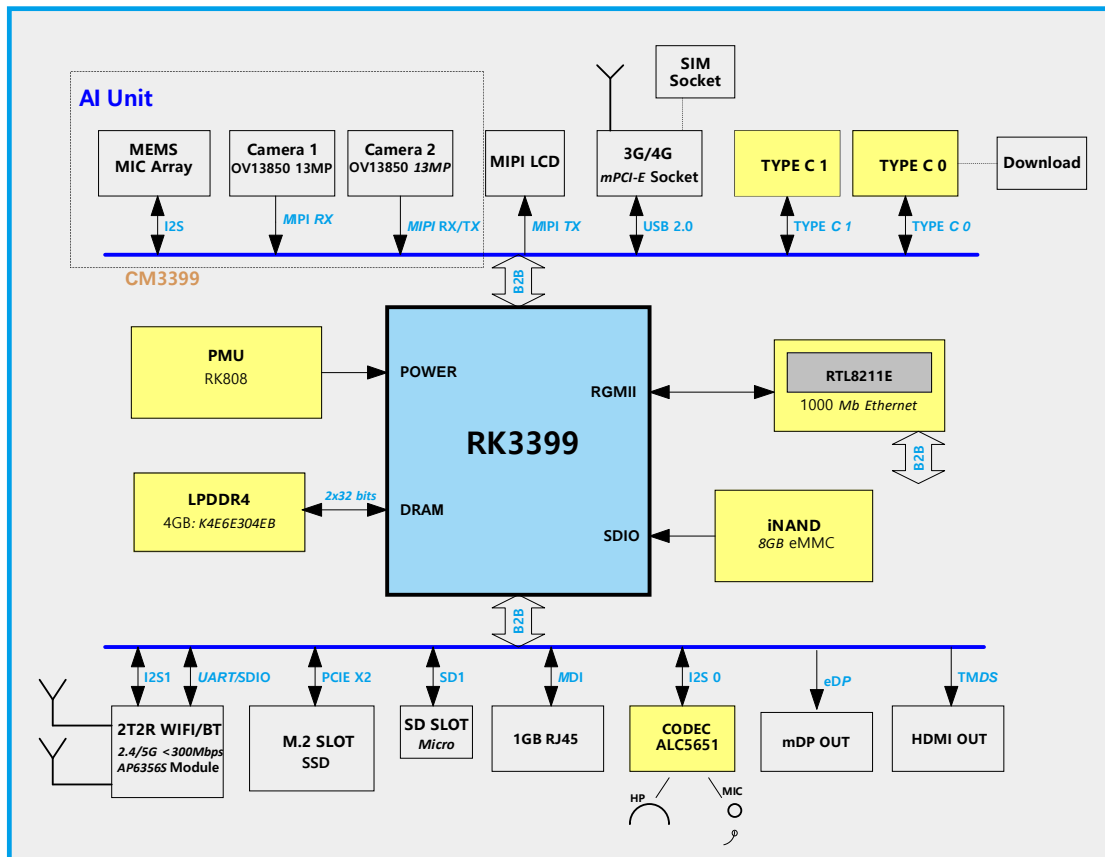 SIM
Socket
AI Unit
MEMS
MIC Array
Camera 1
OV13850 13MP
Camera 2
OV13850 13MP
MIPI LCD
3G/4G
mPCI-E Socket
TYPE C 1
TYPE C 0
Download
I2S
MIPI RX
MIPI RX/TX
MIPI TX
USB 2.0
TYPE C 1
TYPE C 0
CM3399
B2B
PMU
RK808
POWER
RGMII
RTL8211E
1000 Mb Ethernet
RK3399
B2B
LPDDR4
4GB: K4E6E304EB
2x32 bits
DRAM
SDIO
iNAND
8GB eMMC
B2B
I2S1
UART/SDIO
PCIE X2
SD1
MDI
I2S 0
eDP
TMDS
2T2R WIFI/BT
2.4/5G <300Mbps
AP6356S Module
M.2 SLOT
SSD
SD SLOT
Micro
1GB RJ45
CODEC
ALC5651
mDP OUT
HDMI OUT
HP
MIC